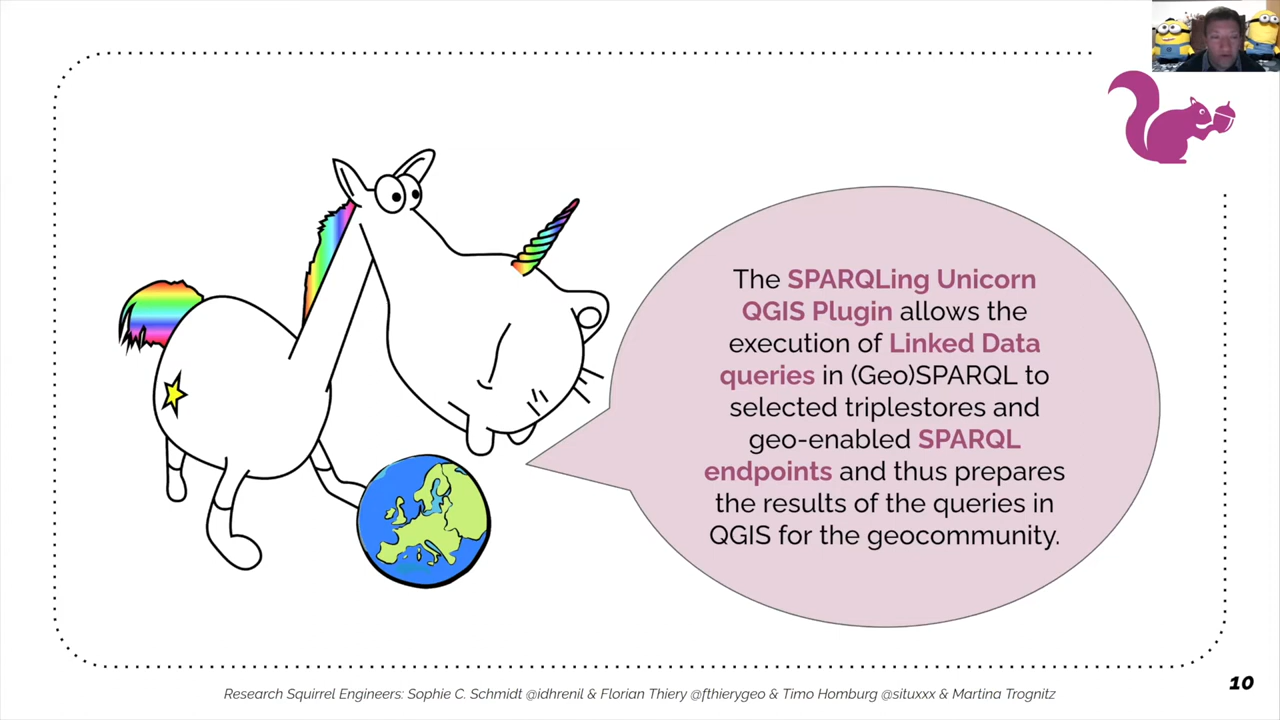 The SPARQLing Unicorn
QGIS Plugin allows the
execution of Linked Data
queries in (Geo)SPARQL to
selected triplestores and
geo-enabled SPARQL
endpoints and thus prepares
the results of the queries in
QGIS for the geocommunity.
10
Research Squirrel Engineers: Sophie C. Schmidt @idhrenil & Florian Thiery @fthierygeo & Timo Homburg @situxxx & Martina Trognitz